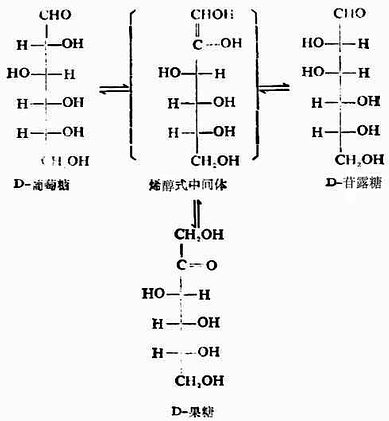 CHO
H—OH
HO—H
H—OH
H—OH
CH₂OH
D-葡萄糖
CHOH
C—OH
HO—H
H—OH
H—OH
CH₂OH
烯醇式中间体
CHO
HO—H
HO—H
H—OH
H—OH
CH₂OH
D-甘露糖
CH₂OH
C=O
HO—H
H—OH
H—OH
CH₂OH
D-果糖